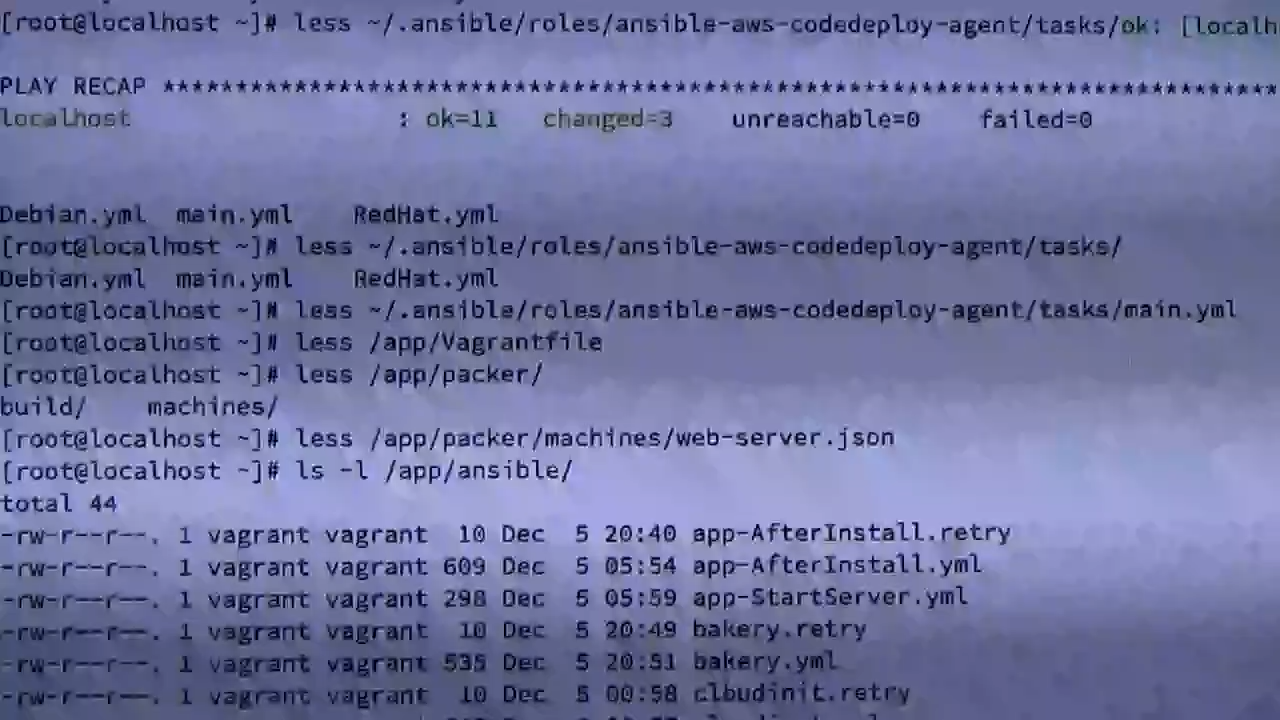 [root@localhost ~]# less ~/.ansible/roles/ansible-aws-codedeploy-agent/tasks/ok: [localh
PLAY RECAP ****************************************************************************
localhost : ok=11 changed=3 unreachable=0 failed=0
Debian.yml main.yml RedHat.yml
[root@localhost ~]# less ~/.ansible/roles/ansible-aws-codedeploy-agent/tasks/
Debian.yml main.yml RedHat.yml
[root@localhost ~]# less ~/.ansible/roles/ansible-aws-codedeploy-agent/tasks/main.yml
[root@localhost ~]# less /app/Vagrantfile
[root@localhost ~]# less /app/packer/
build/ machines/
[root@localhost ~]# less /app/packer/machines/web-server.json
[root@localhost ~]# ls -l /app/ansible/
total 44
-rw-r--r--. 1 vagrant vagrant 10 Dec 5 20:40 app-AfterInstall.retry
-rw-r--r--. 1 vagrant vagrant 609 Dec 5 05:54 app-AfterInstall.yml
-rw-r--r--. 1 vagrant vagrant 298 Dec 5 05:59 app-StartServer.yml
-rw-r--r--. 1 vagrant vagrant 10 Dec 5 20:49 bakery.retry
-rw-r--r--. 1 vagrant vagrant 535 Dec 5 20:51 bakery.yml
-rw-r--r--. 1 vagrant vagrant 10 Dec 5 00:58 cloudinit.retry